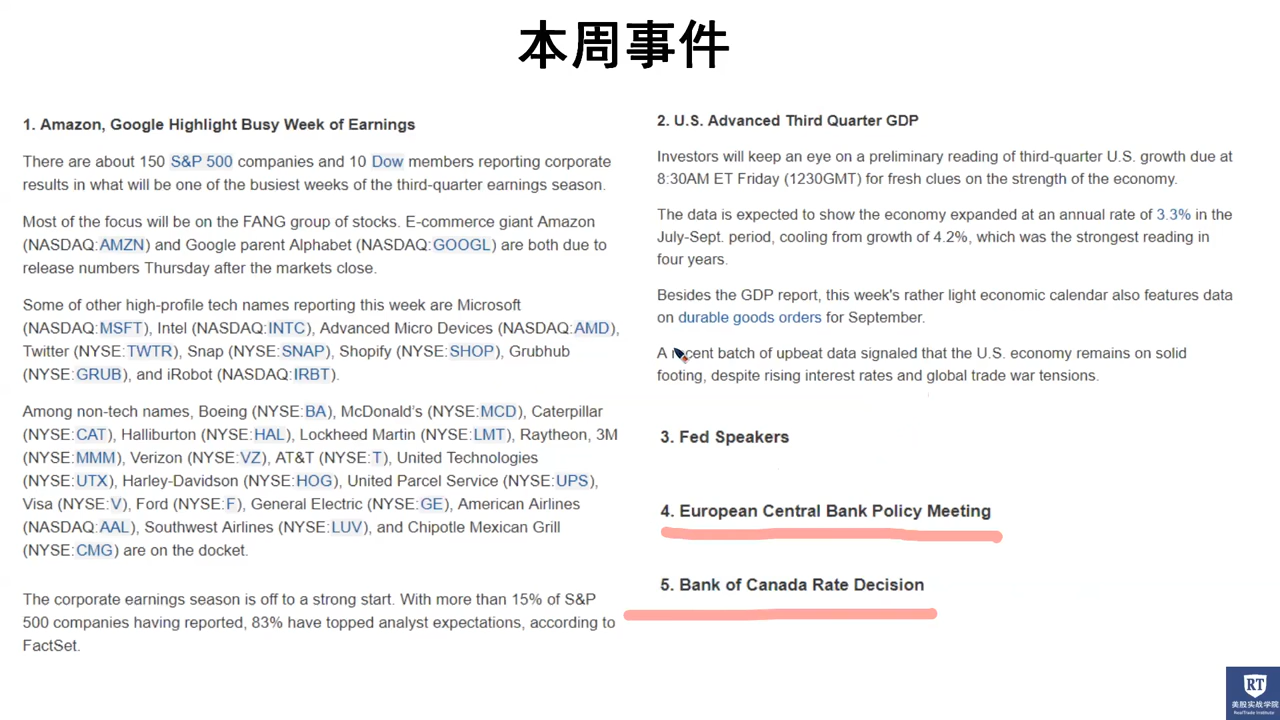 本周事件
1. Amazon, Google Highlight Busy Week of Earnings
There are about 150 S&P 500 companies and 10 Dow members reporting corporate
results in what will be one of the busiest weeks of the third-quarter earnings season.
Most of the focus will be on the FANG group of stocks. E-commerce giant Amazon
(NASDAQ:AMZN) and Google parent Alphabet (NASDAQ:GOOGL) are both due to
release numbers Thursday after the markets close.
Some of other high-profile tech names reporting this week are Microsoft
(NASDAQ:MSFT), Intel (NASDAQ:INTC), Advanced Micro Devices (NASDAQ:AMD),
Twitter (NYSE:TWTR), Snap (NYSE:SNAP), Shopify (NYSE:SHOP), Grubhub
(NYSE:GRUB), and iRobot (NASDAQ:IRBT).
Among non-tech names, Boeing (NYSE:BA), McDonald's (NYSE:MCD), Caterpillar
(NYSE:CAT), Halliburton (NYSE:HAL), Lockheed Martin (NYSE:LMT), Raytheon, 3M
(NYSE:MMM), Verizon (NYSE:VZ), AT&T (NYSE:T), United Technologies
(NYSE:UTX), Harley-Davidson (NYSE:HOG), United Parcel Service (NYSE:UPS),
Visa (NYSE:V), Ford (NYSE:F), General Electric (NYSE:GE), American Airlines
(NASDAQ:AAL), Southwest Airlines (NYSE:LUV), and Chipotle Mexican Grill
(NYSE:CMG) are on the docket.
The corporate earnings season is off to a strong start. With more than 15% of S&P
500 companies having reported, 83% have topped analyst expectations, according to
FactSet.
2. U.S. Advanced Third Quarter GDP
Investors will keep an eye on a preliminary reading of third-quarter U.S. growth due at
8:30AM ET Friday (1230GMT) for fresh clues on the strength of the economy.
The data is expected to show the economy expanded at an annual rate of 3.3% in the
July-Sept. period, cooling from growth of 4.2%, which was the strongest reading in
four years.
Besides the GDP report, this week's rather light economic calendar also features data
on durable goods orders for September.
A recent batch of upbeat data signaled that the U.S. economy remains on solid
footing, despite rising interest rates and global trade war tensions.
3. Fed Speakers
4. European Central Bank Policy Meeting
5. Bank of Canada Rate Decision
RT
美股实战学院
RealTrade Institute